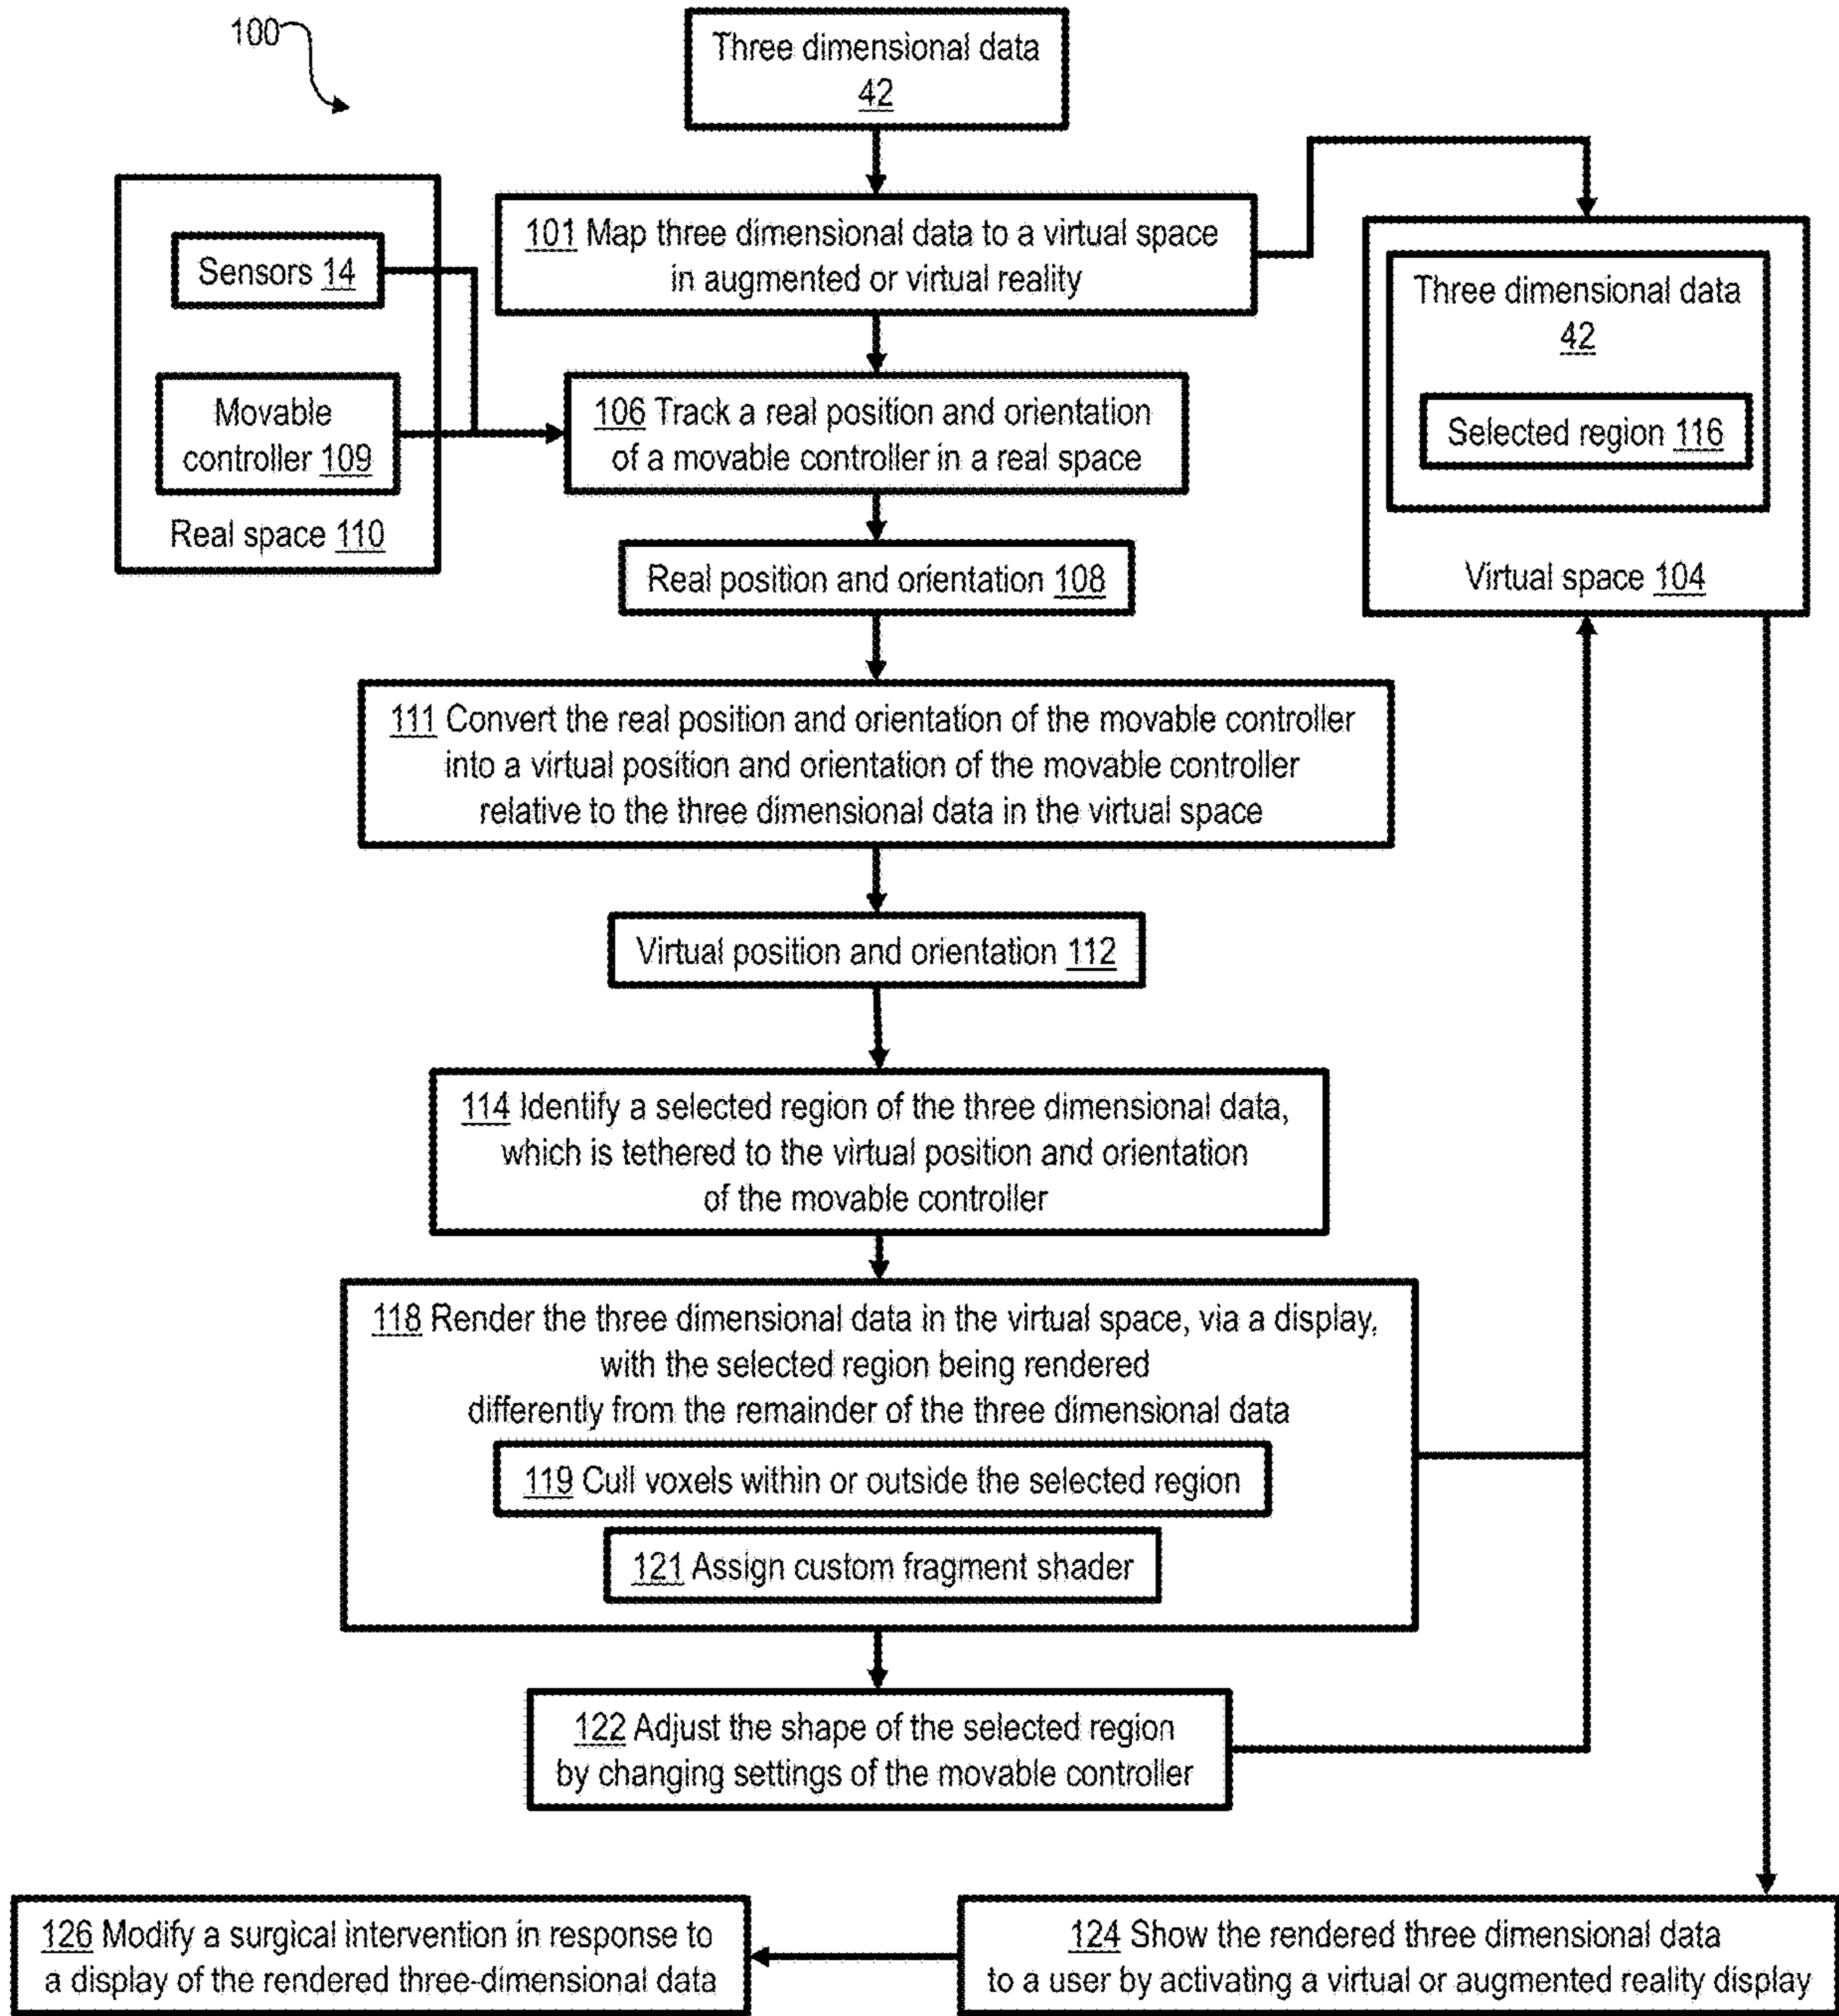 100
Three dimensional data
42
101 Map three dimensional data to a virtual space
in augmented or virtual reality
Sensors 14
Movable
controller 109
Real space 110
Three dimensional data
42
Selected region 116
Virtual space 104
106 Track a real position and orientation
of a movable controller in a real space
Real position and orientation 108
111 Convert the real position and orientation of the movable controller
into a virtual position and orientation of the movable controller
relative to the three dimensional data in the virtual space
Virtual position and orientation 112
114 Identify a selected region of the three dimensional data,
which is tethered to the virtual position and orientation
of the movable controller
118 Render the three dimensional data in the virtual space, via a display,
with the selected region being rendered
differently from the remainder of the three dimensional data
119 Cull voxels within or outside the selected region
121 Assign custom fragment shader
122 Adjust the shape of the selected region
by changing settings of the movable controller
126 Modify a surgical intervention in response to
a display of the rendered three-dimensional data
124 Show the rendered three dimensional data
to a user by activating a virtual or augmented reality display